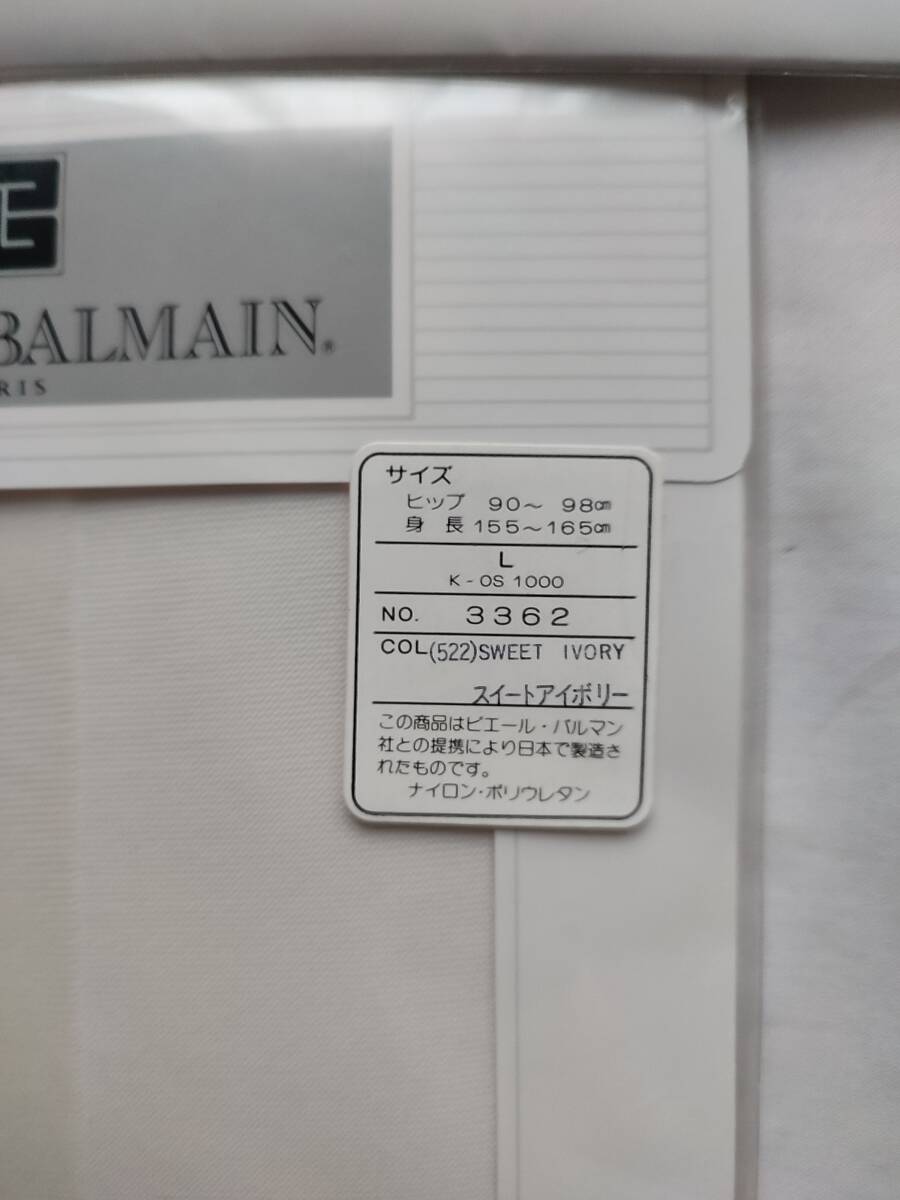 BALMAIN®
RIS
サイズ
ヒップ 90～ 98㎝
身 長 155～165㎝
L
K-OS 1000
NO. 3362
COL(522)SWEET IVORY
スイートアイボリー
この商品はピエール・バルマン
社との提携により日本で製造さ
れたものです。
ナイロン・ポリウレタン